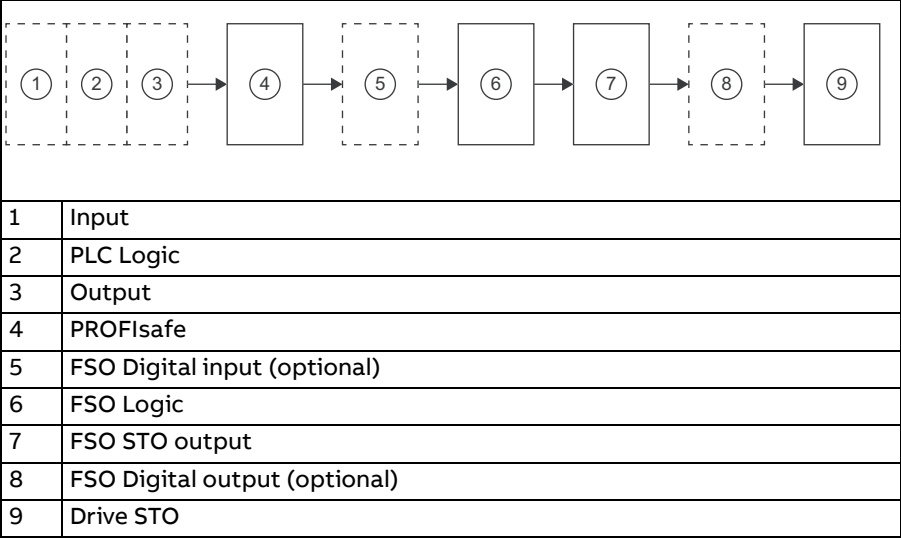 1 2 3 4 5 6 7 8 9
1 Input
2 PLC Logic
3 Output
4 PROFIsafe
5 FSO Digital input (optional)
6 FSO Logic
7 FSO STO output
8 FSO Digital output (optional)
9 Drive STO